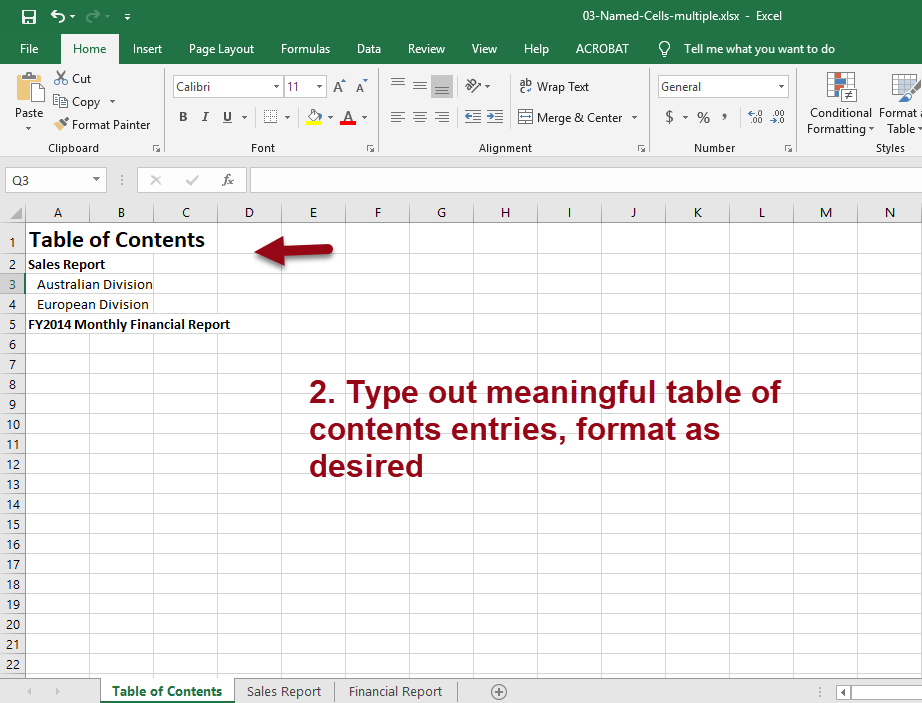 03-Named-Cells-multiple.xlsx - Excel
File Home Insert Page Layout Formulas Data Review View Help ACROBAT Tell me what you want to do
Paste
Cut
Copy
Format Painter
Clipboard
Calibri 11 A A
B I U A
Font
ab Wrap Text
Merge & Center
Alignment
General
$ % , .0 .00 .00 .0
Number
Conditional Formatting
Format a
Table
Styles
Q3 fx
A B C D E F G H I J K L M N
1 Table of Contents
2 Sales Report
3 Australian Division
4 European Division
5 FY2014 Monthly Financial Report
6
7
8
9
10
11
12
13
14
15
16
17
18
19
20
21
22
2. Type out meaningful table of
contents entries, format as
desired
Table of Contents Sales Report Financial Report